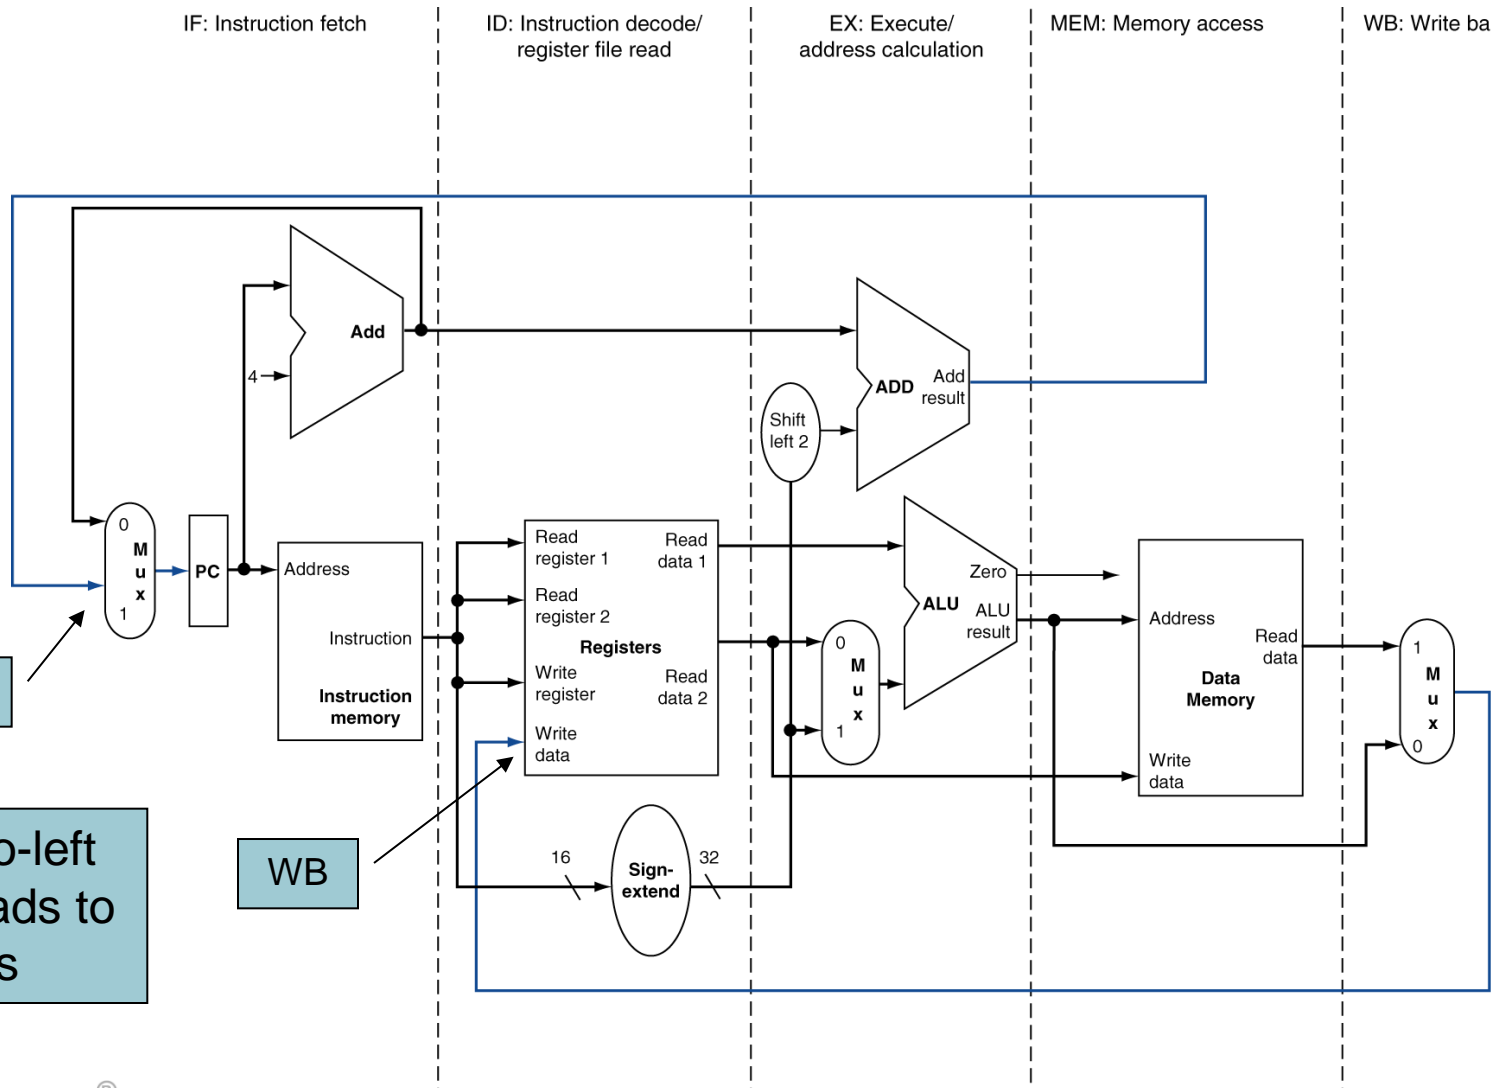 IF: Instruction fetch
ID: Instruction decode/
register file read
EX: Execute/
address calculation
MEM: Memory access
WB: Write ba
Add
4
ADD
Add
result
Shift
left 2
0
M
u
x
1
PC
Address
Instruction
Instruction
memory
Read
register 1
Read
data 1
Read
register 2
Registers
Write
register
Read
data 2
Write
data
0
M
u
x
1
Zero
ALU
ALU
result
Address
Read
data
Data
Memory
Write
data
1
M
u
x
0
16
Sign-
extend
32
WB
o-left
ads to
s
®